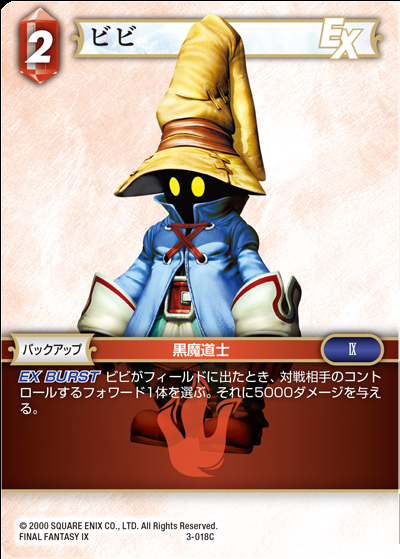 2
ビビ
EX
バックアップ
黒魔道士
IX
EX BURST ビビがフィールドに出たとき、対戦相手のコント
ロールするフォワード1体を選ぶ。それに5000ダメージを与え
る。
© 2000 SQUARE ENIX CO., LTD. All Rights Reserved.
FINAL FANTASY IX
3-018C